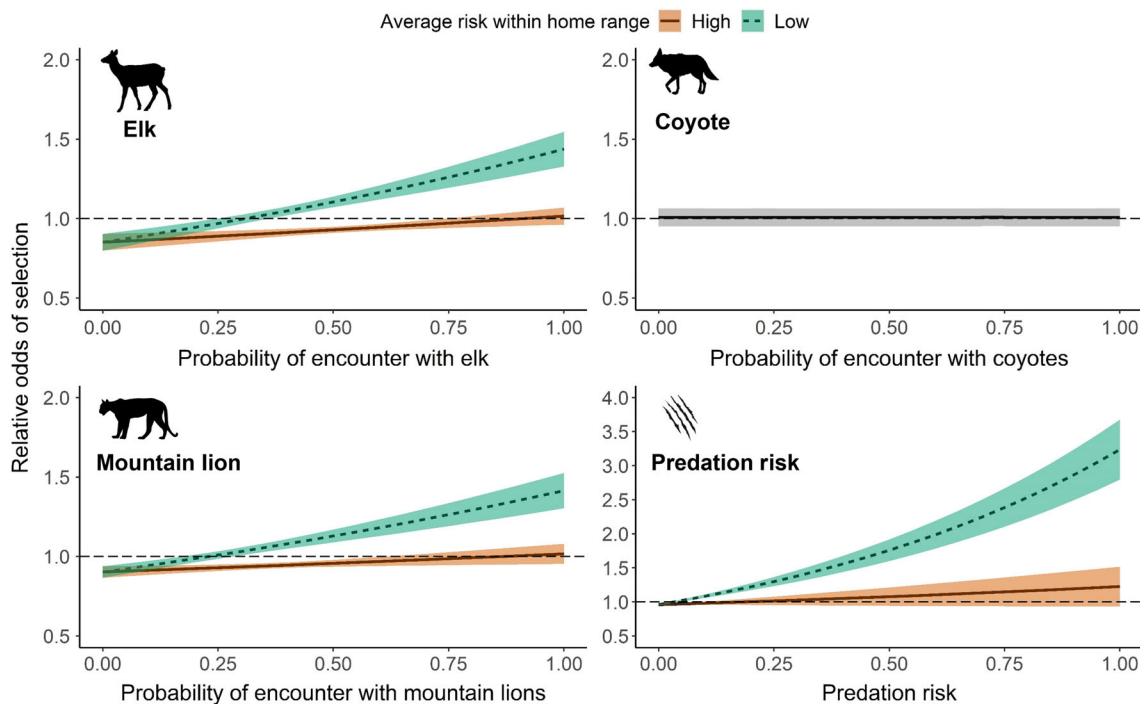 Average risk within home range High Low
Relative odds of selection
2.0
1.5
1.0
0.5
Elk
0.00 0.25 0.50 0.75 1.00
Probability of encounter with elk
2.0
1.5
1.0
0.5
Coyote
0.00 0.25 0.50 0.75 1.00
Probability of encounter with coyotes
2.0
1.5
1.0
0.5
Mountain lion
0.00 0.25 0.50 0.75 1.00
Probability of encounter with mountain lions
4.0
3.5
3.0
2.5
2.0
1.5
1.0
0.5
Predation risk
0.00 0.25 0.50 0.75 1.00
Predation risk